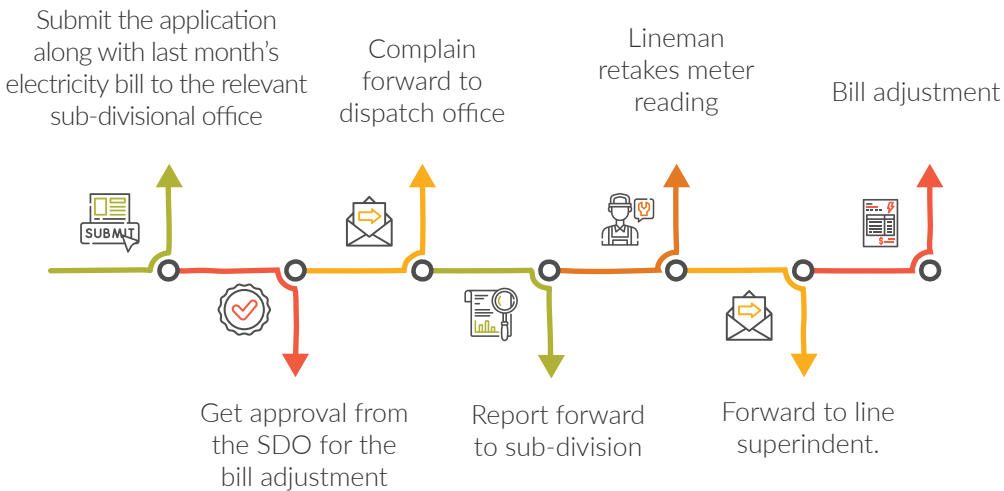 Submit the application
along with last month's
electricity bill to the relevant
sub-divisional office
SUBMIT
Get approval from
the SDO for the
bill adjustment
Complain
forward to
dispatch office
Report forward
to sub-division
Lineman
retakes meter
reading
Forward to line
superindent.
Bill adjustment
$